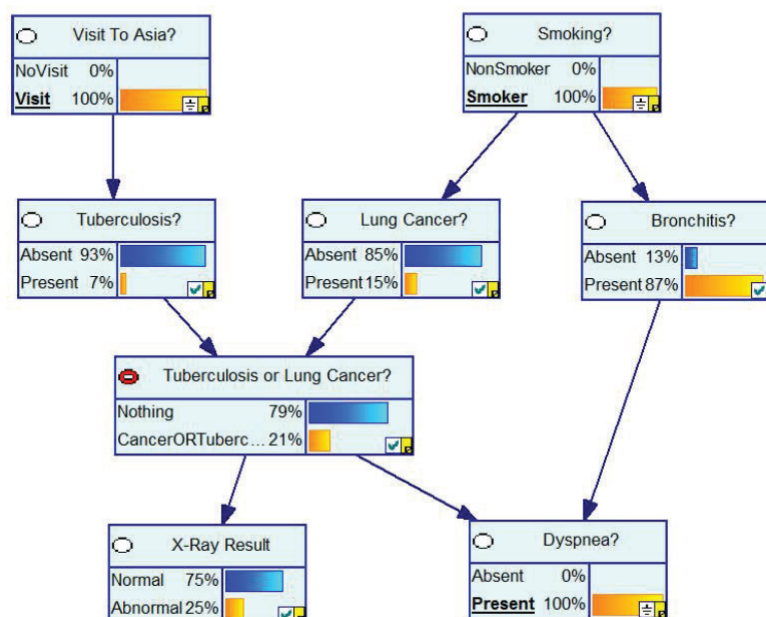 Visit To Asia?
NoVisit 0%
Visit 100%
Smoking?
NonSmoker 0%
Smoker 100%
Tuberculosis?
Absent 93%
Present 7%
Lung Cancer?
Absent 85%
Present 15%
Bronchitis?
Absent 13%
Present 87%
Tuberculosis or Lung Cancer?
Nothing 79%
CancerORTuberc... 21%
X-Ray Result
Normal 75%
Abnormal 25%
Dyspnea?
Absent 0%
Present 100%